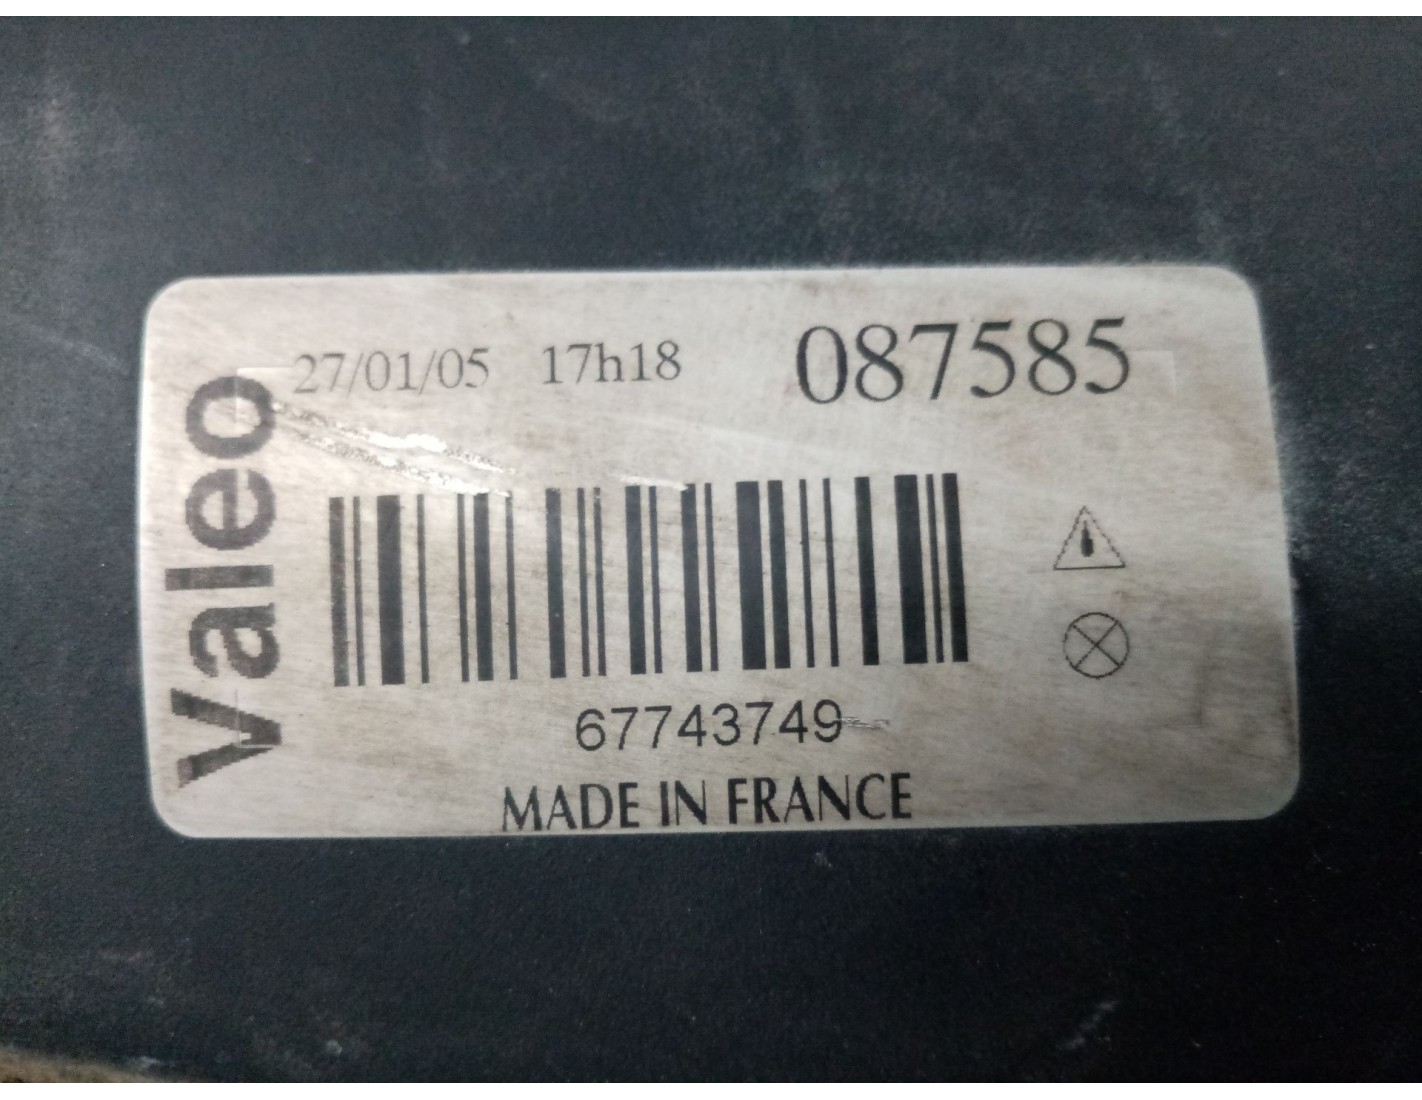 27/01/05 17h18 087585
Valeo
67743749
MADE IN FRANCE